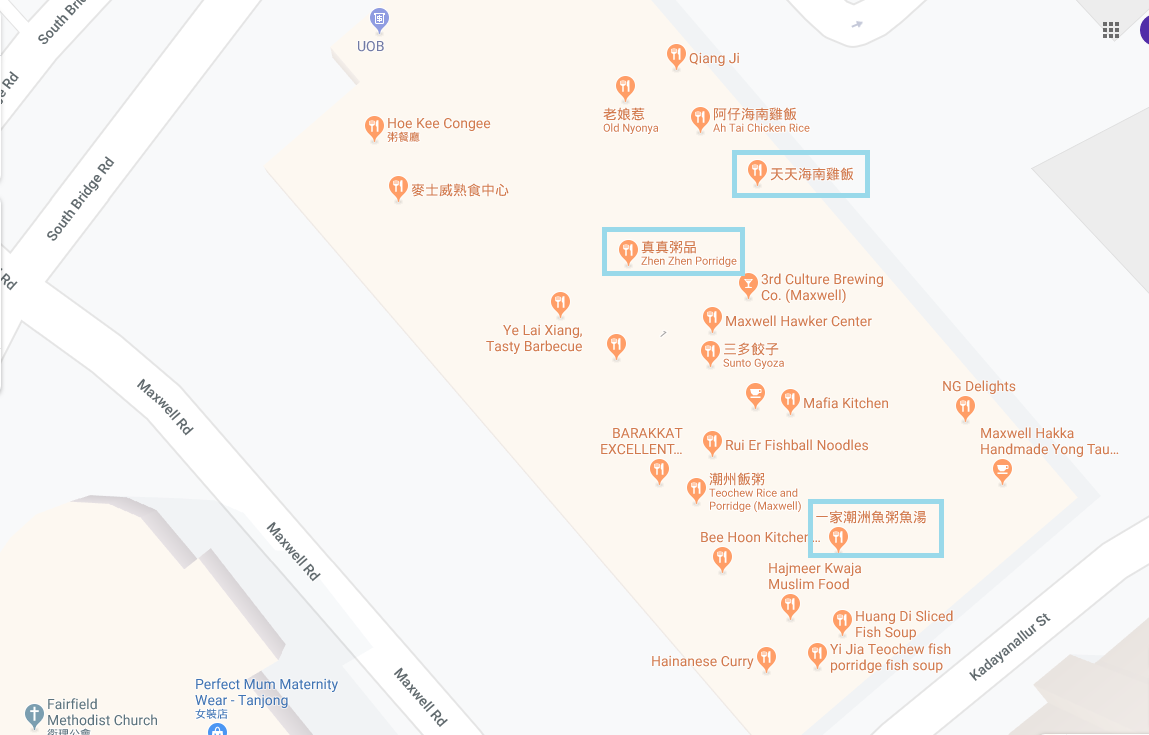 South Bri
UOB
Qiang Ji
老娘惹
Old Nyonya
阿仔海南雞飯
Ah Tai Chicken Rice
Hoe Kee Congee
粥餐廳
天天海南雞飯
麥士威熟食中心
South Bridge Rd
真真粥品
Zhen Zhen Porridge
3rd Culture Brewing
Co. (Maxwell)
Ye Lai Xiang,
Tasty Barbecue
Maxwell Hawker Center
三多餃子
Sunto Gyoza
Mafia Kitchen
NG Delights
Maxwell Rd
BARAKKAT
EXCELLENT...
Rui Er Fishball Noodles
Maxwell Hakka
Handmade Yong Tau...
潮州飯粥
Teochew Rice and
Porridge (Maxwell)
一家潮洲魚粥魚湯
Bee Hoon Kitchen...
Maxwell Rd
Hajmeer Kwaja
Muslim Food
Huang Di Sliced
Fish Soup
Yi Jia Teochew fish
porridge fish soup
Hainanese Curry
Kadayanallur St
Maxwell Rd
Perfect Mum Maternity
Wear - Tanjong
女裝店
Fairfield
Methodist Church
衛理公會